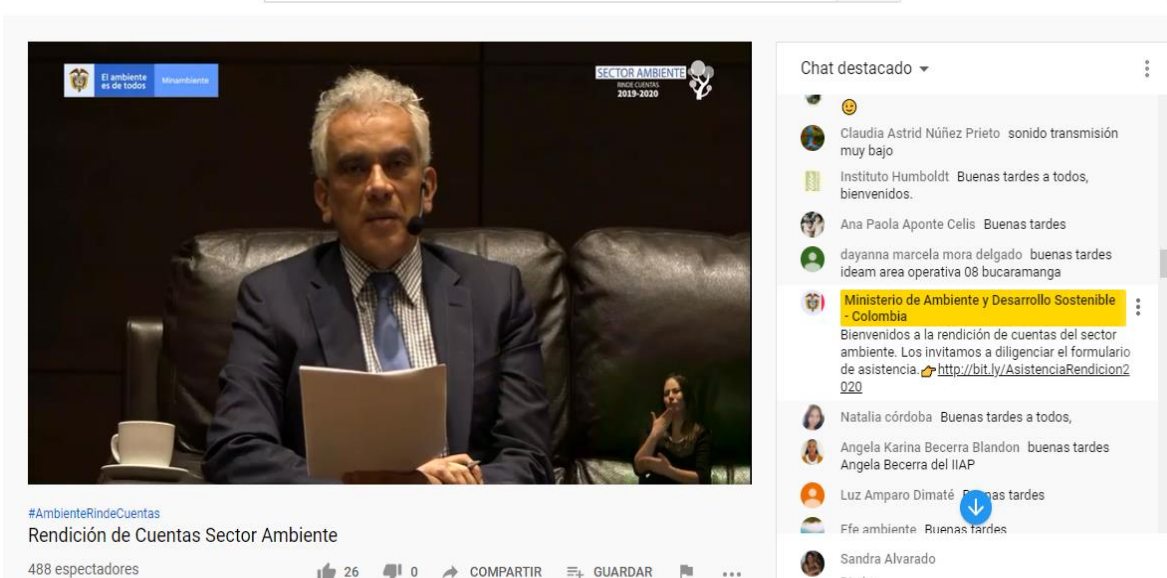 El ambiente
es de todos
Minambiente
SECTOR AMBIENTE
RINDE CUENTAS
2019-2020
#AmbienteRindeCuentas
Rendición de Cuentas Sector Ambiente
488 espectadores
26
0
COMPARTIR
GUARDAR
Chat destacado
Claudia Astrid Núñez Prieto sonido transmisión
muy bajo
Instituto Humboldt Buenas tardes a todos,
bienvenidos.
Ana Paola Aponte Celis Buenas tardes
dayanna marcela mora delgado buenas tardes
ideam area operativa 08 bucaramanga
Ministerio de Ambiente y Desarrollo Sostenible
- Colombia
Bienvenidos a la rendición de cuentas del sector
ambiente. Los invitamos a diligenciar el formulario
de asistencia.👉http://bit.ly/AsistenciaRendicion2
020
Natalia córdoba Buenas tardes a todos,
Angela Karina Becerra Blandon buenas tardes
Angela Becerra del IIAP
Luz Amparo Dimaté tardes
Efe ambiente Buenas tardes
Sandra Alvarado